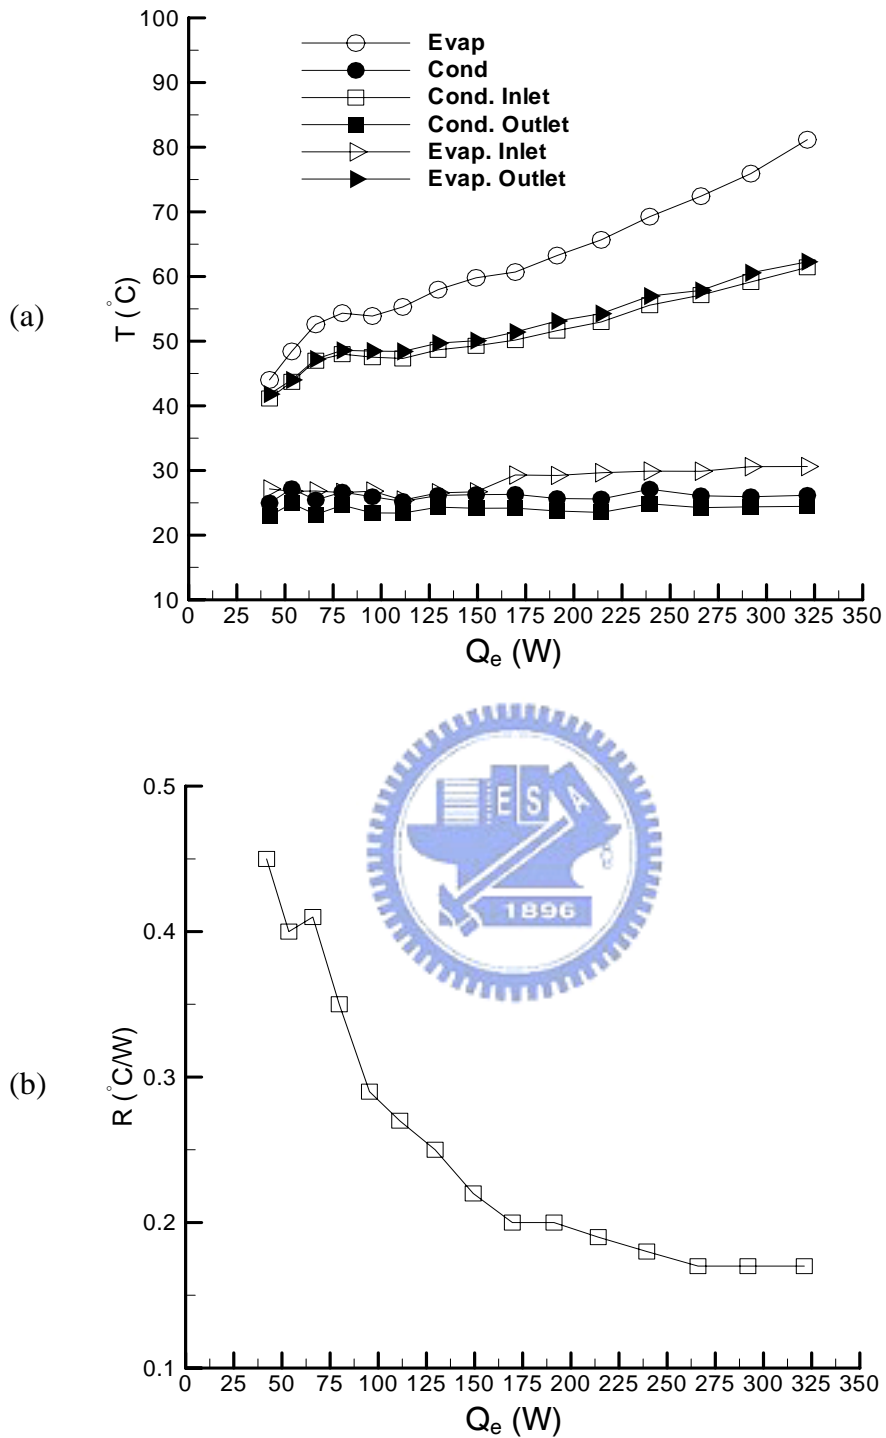 (a)
T (°C)
100
90
80
70
60
50
40
30
20
10
Evap
Cond
Cond. Inlet
Cond. Outlet
Evap. Inlet
Evap. Outlet
0 25 50 75 100 125 150 175 200 225 250 275 300 325 350
Qe (W)
(b)
R (°C/W)
0.5
0.4
0.3
0.2
0.1
E S A
1896
0 25 50 75 100 125 150 175 200 225 250 275 300 325 350
Qe (W)